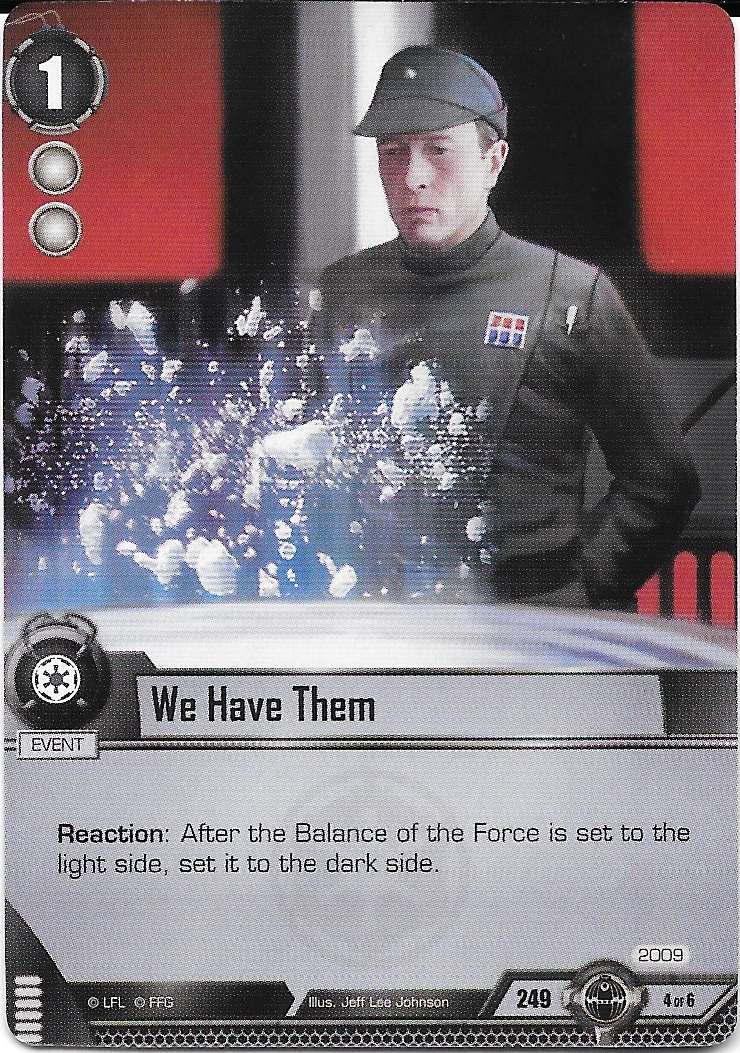 1
We Have Them
EVENT
Reaction: After the Balance of the Force is set to the
light side, set it to the dark side.
2009
© LFL © FFG
Illus. Jeff Lee Johnson
249
4 OF 6